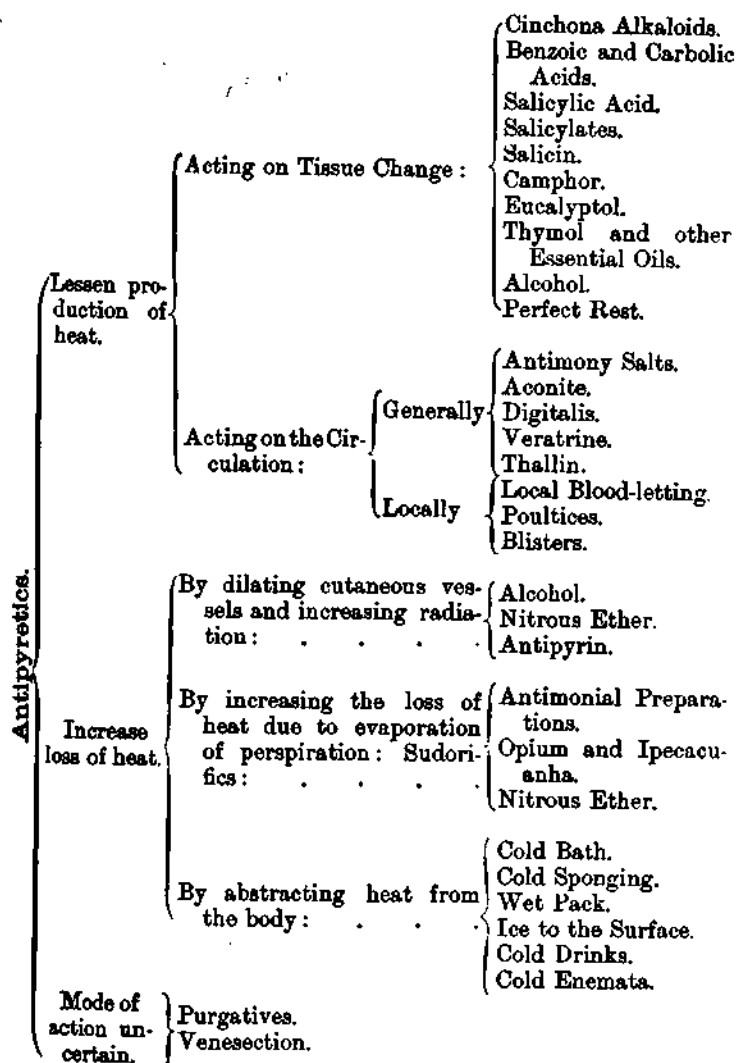 Antipyretics.
Lessen pro-
duction of
heat.
Acting on Tissue Change :
Cinchona Alkaloids.
Benzoic and Carbolic
Acids.
Salicylic Acid.
Salicylates.
Salicin.
Camphor.
Eucalyptol.
Thymol and other
Essential Oils.
Alcohol.
Perfect Rest.
Acting on the Cir-
culation :
Generally
Antimony Salts.
Aconite.
Digitalis.
Veratrine.
Thallin.
Locally
Local Blood-letting.
Poultices.
Blisters.
Increase
loss of heat.
By dilating cutaneous ves-
sels and increasing radia-
tion : . . . .
Alcohol.
Nitrous Ether.
Antipyrin.
By increasing the loss of
heat due to evaporation
of perspiration : Sudori-
fics : . . . .
Antimonial Prepara-
tions.
Opium and Ipecacu-
anha.
Nitrous Ether.
By abstracting heat from
the body : . . . .
Cold Bath.
Cold Sponging.
Wet Pack.
Ice to the Surface.
Cold Drinks.
Cold Enemata.
Mode of
action un-
certain.
Purgatives.
Venesection.